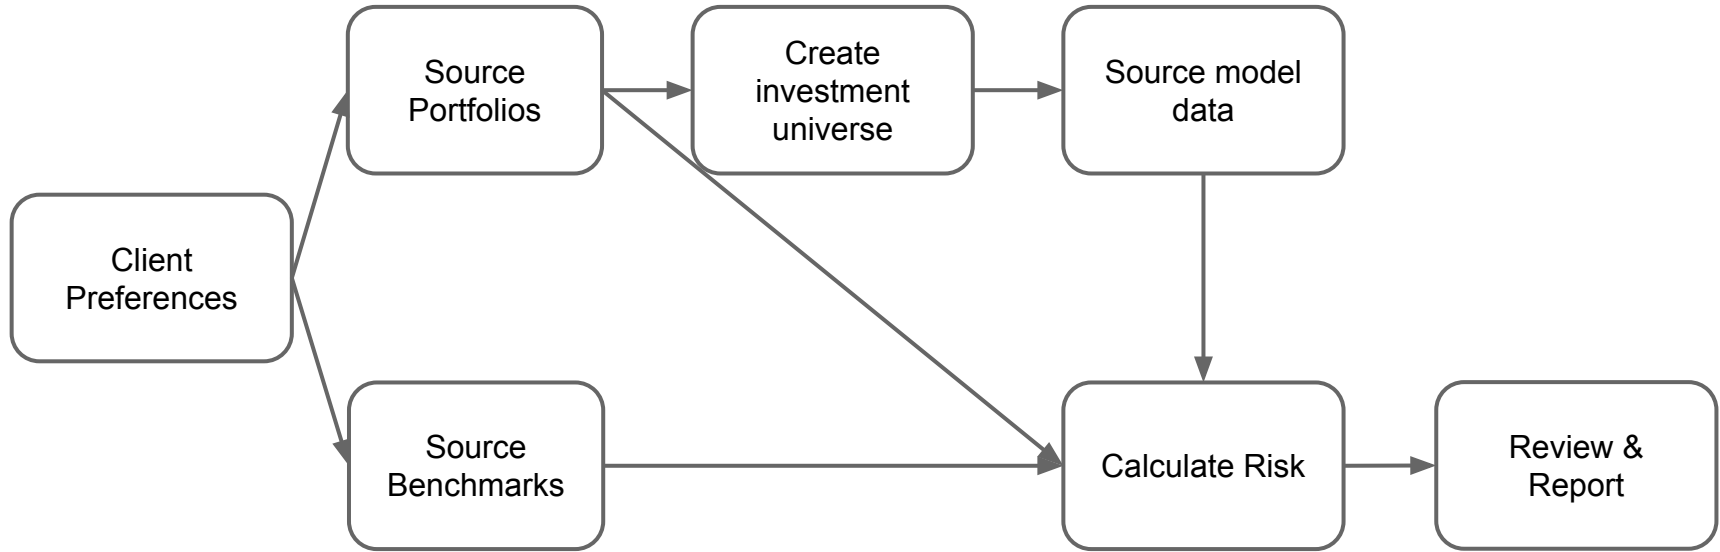 Source
Portfolios
Create
investment
universe
Source model
data
Client
Preferences
Source
Benchmarks
Calculate Risk
Review &
Report